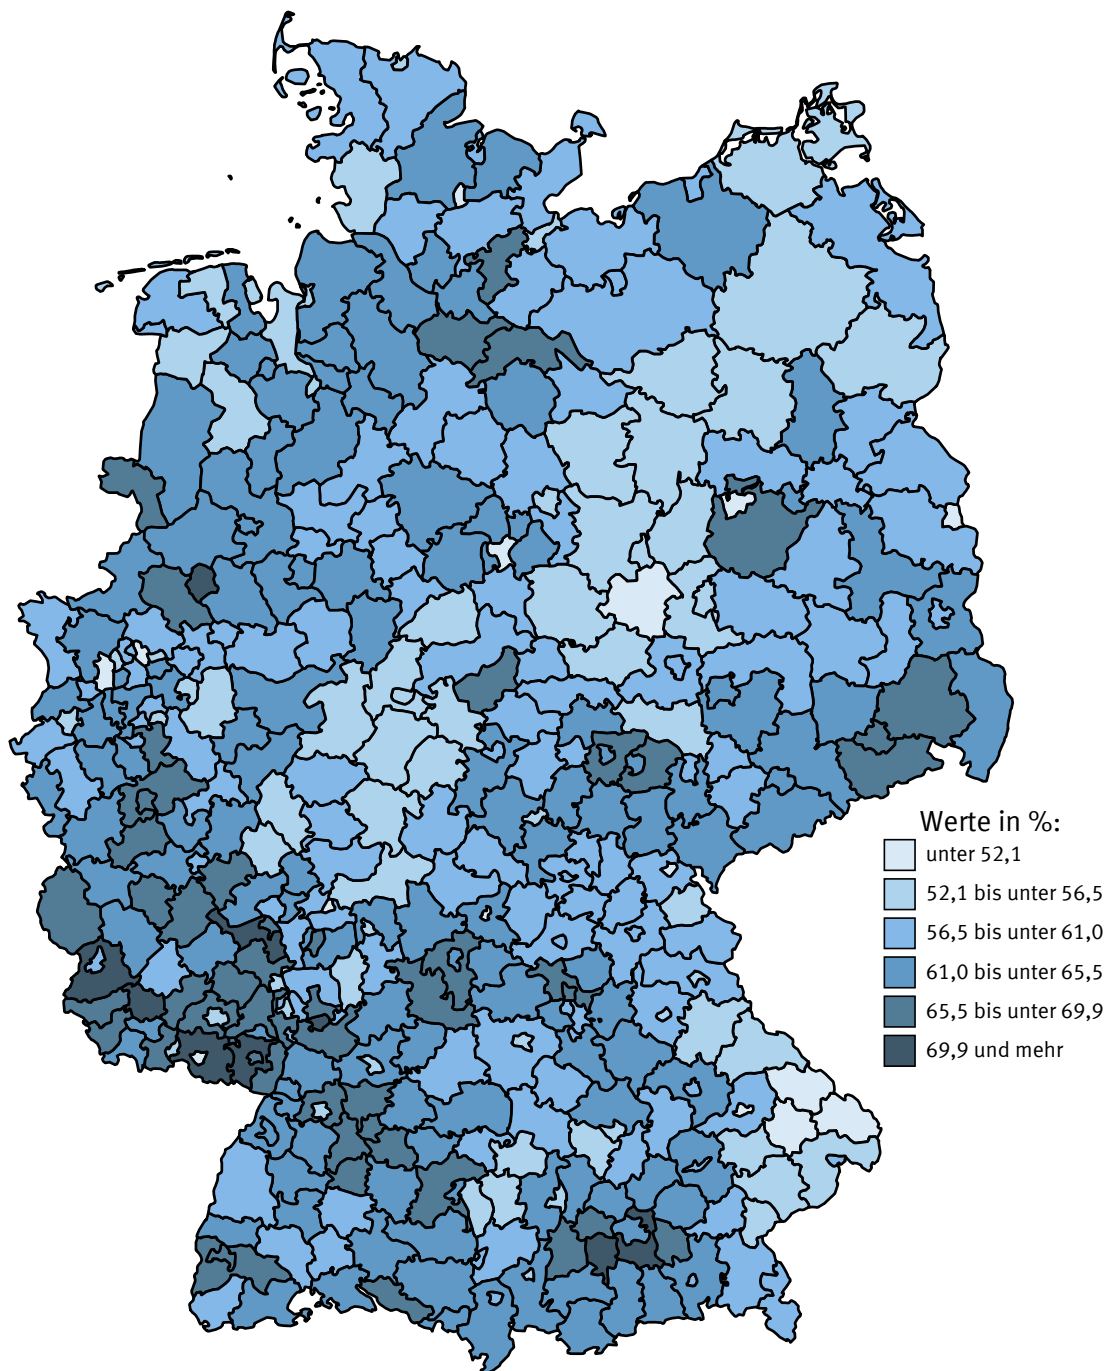 Werte in %:
unter 52,1
52,1 bis unter 56,5
56,5 bis unter 61,0
61,0 bis unter 65,5
65,5 bis unter 69,9
69,9 und mehr